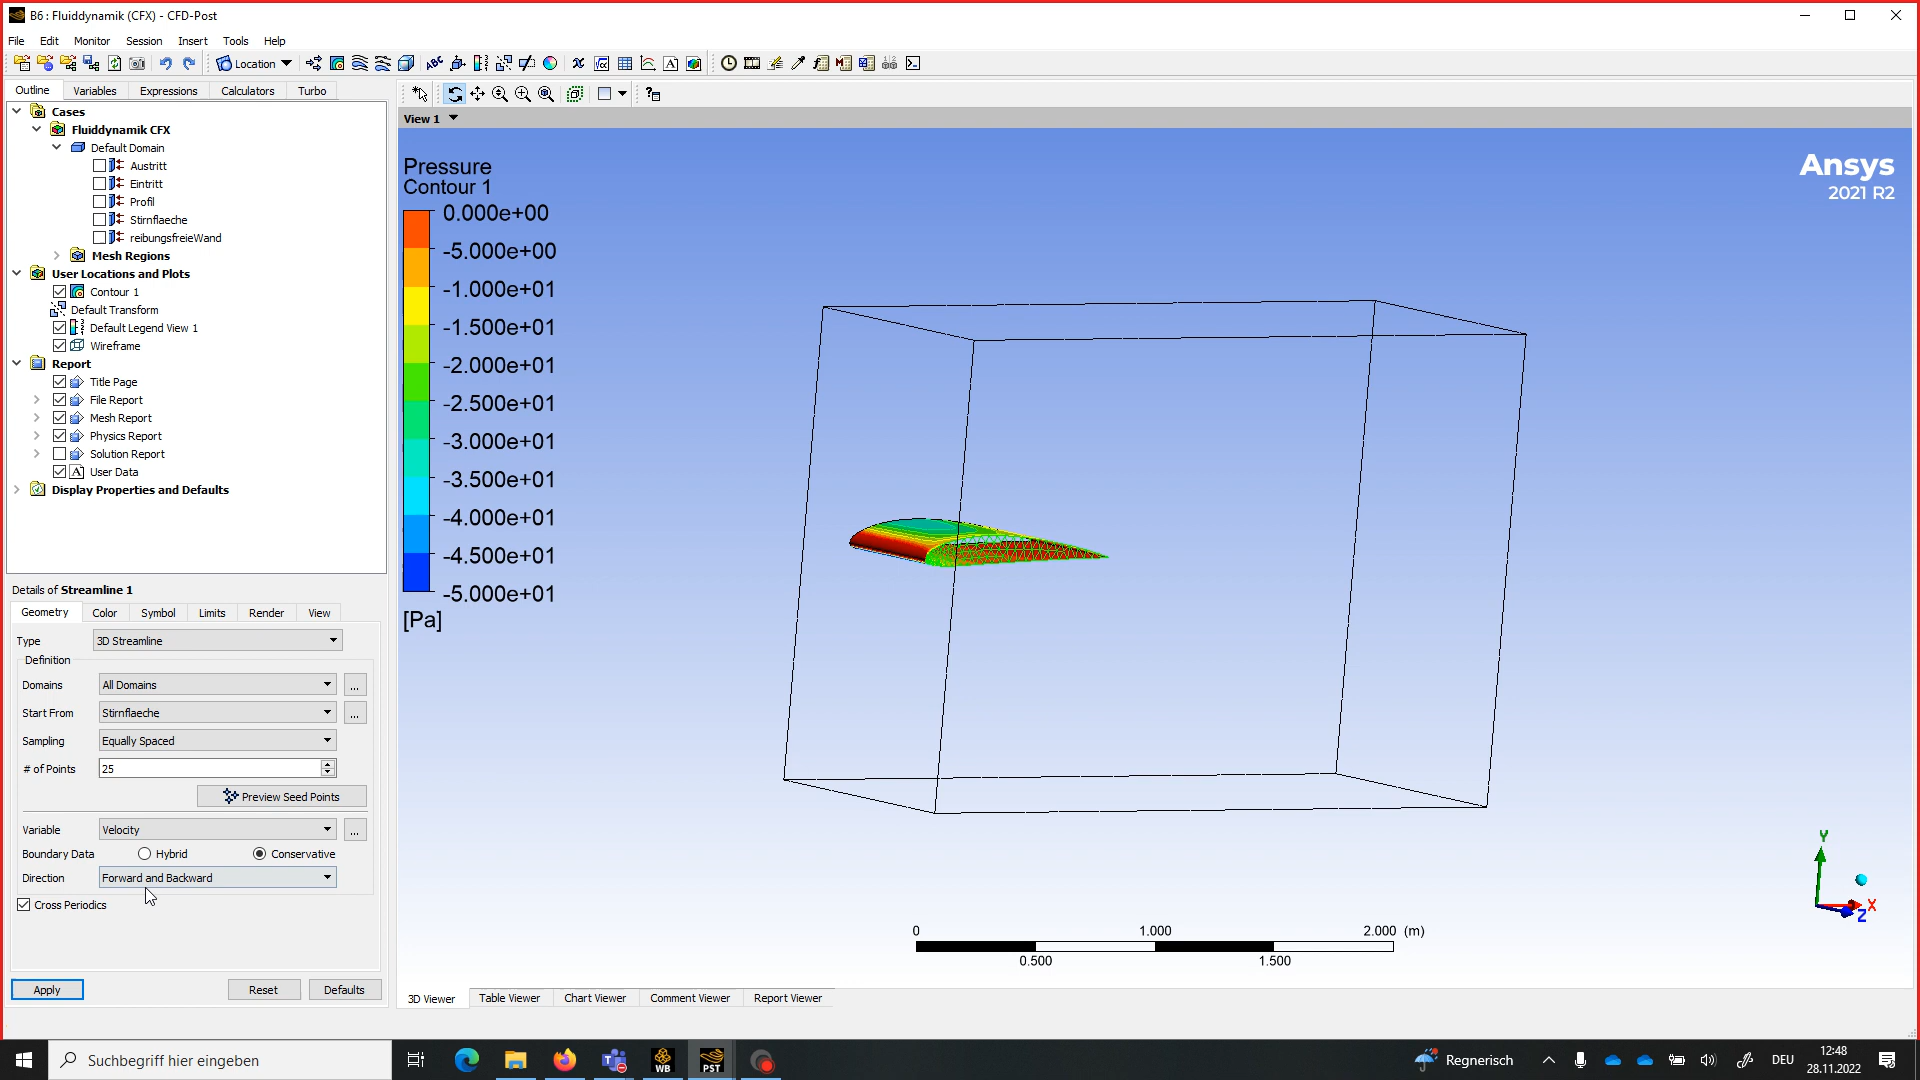 B6 : Fluiddynamik (CFX) - CFD-Post
File Edit Monitor Session Insert Tools Help
Location
Outline Variables Expressions Calculators Turbo
View 1
Cases
Fluiddynamik CFX
Default Domain
Austritt
Eintritt
Profil
Stirnflaeche
reibungsfreieWand
Mesh Regions
User Locations and Plots
Contour 1
Default Transform
Default Legend View 1
Wireframe
Report
Title Page
File Report
Mesh Report
Physics Report
Solution Report
User Data
Display Properties and Defaults
Details of Streamline 1
Geometry Color Symbol Limits Render View
Type 3D Streamline
Definition
Domains All Domains ...
Start From Stirnflaeche ...
Sampling Equally Spaced
# of Points 25
Preview Seed Points
Variable Velocity ...
Boundary Data Hybrid Conservative
Direction Forward and Backward
Cross Periodics
Apply Reset Defaults
Pressure
Contour 1
0.000e+00
-5.000e+00
-1.000e+01
-1.500e+01
-2.000e+01
-2.500e+01
-3.000e+01
-3.500e+01
-4.000e+01
-4.500e+01
-5.000e+01
[Pa]
Ansys
2021 R2
Y
X
Z
0 1.000 2.000 (m)
0.500 1.500
3D Viewer Table Viewer Chart Viewer Comment Viewer Report Viewer
Suchbegriff hier eingeben
WB
PST
Regnerisch
DEU
12:48
28.11.2022